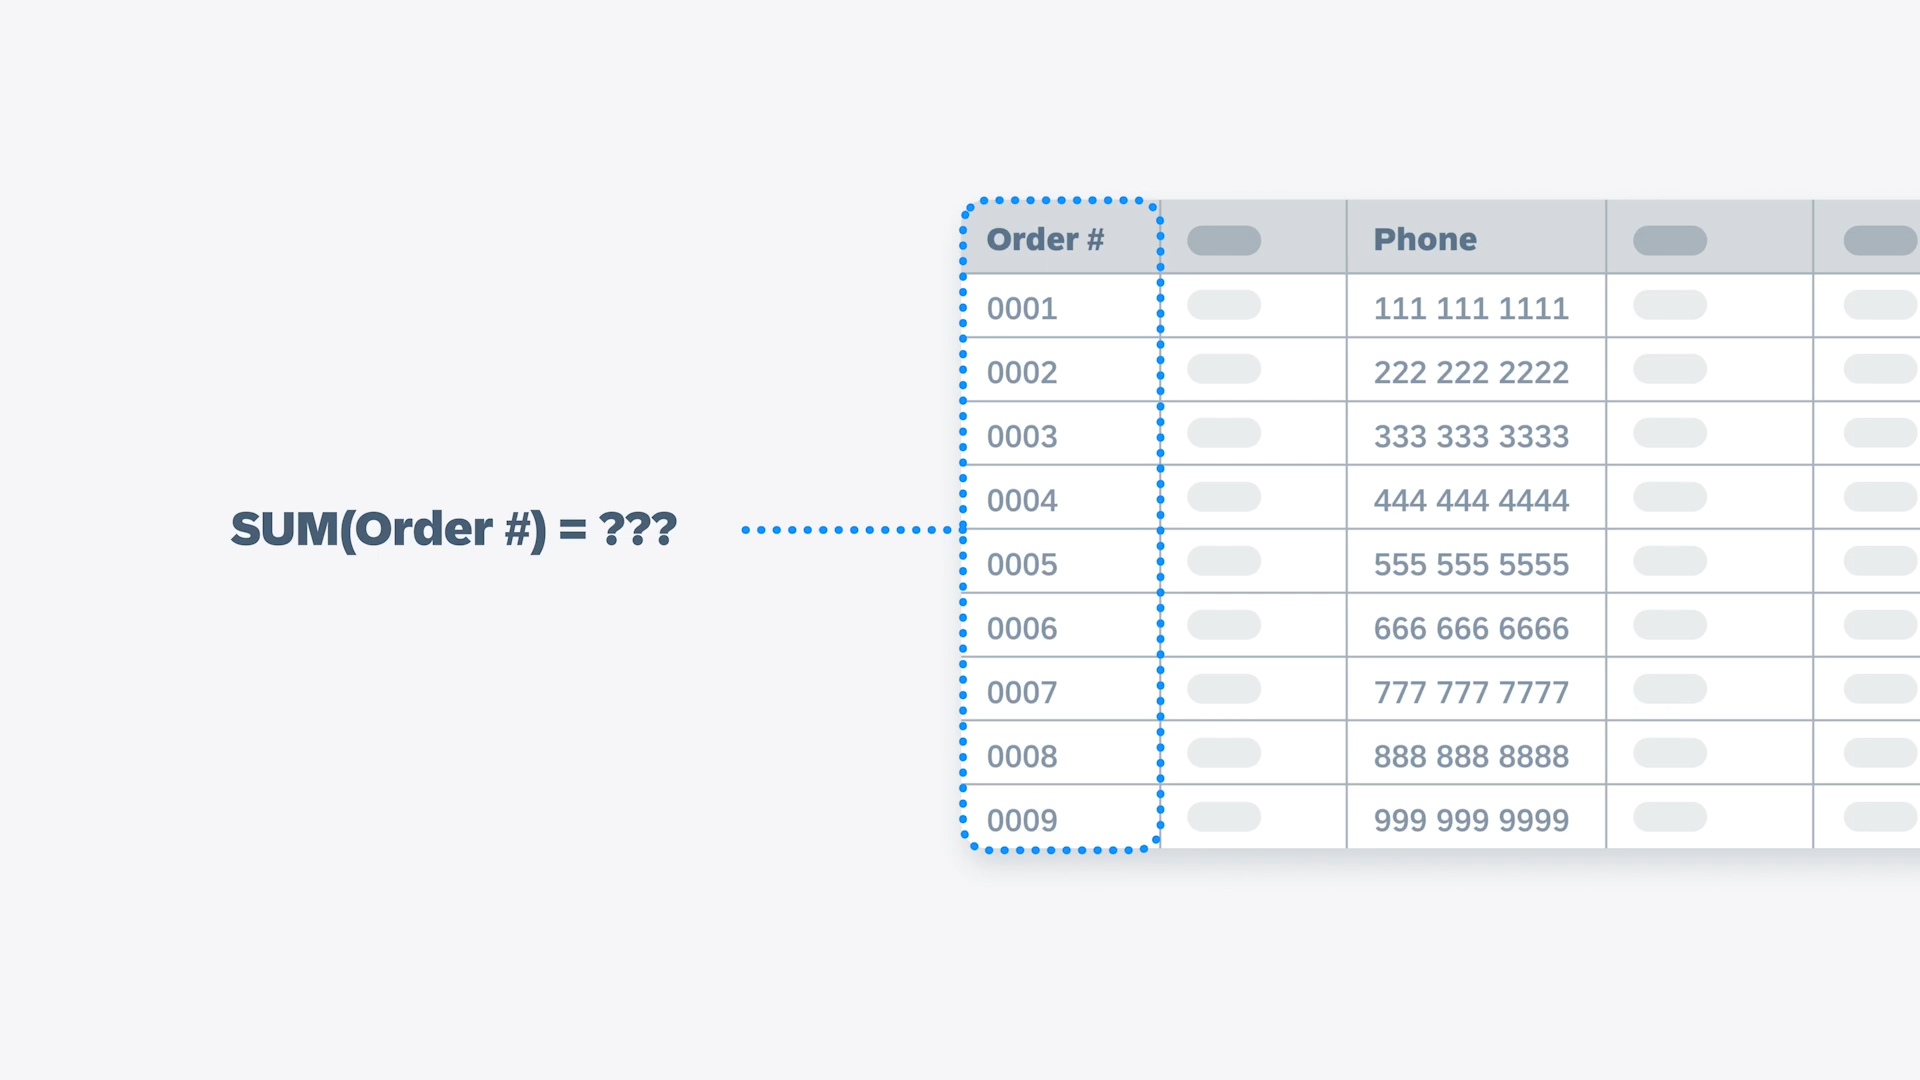 SUM(Order #) = ???
Order # Phone
0001 111 111 1111
0002 222 222 2222
0003 333 333 3333
0004 444 444 4444
0005 555 555 5555
0006 666 666 6666
0007 777 777 7777
0008 888 888 8888
0009 999 999 9999